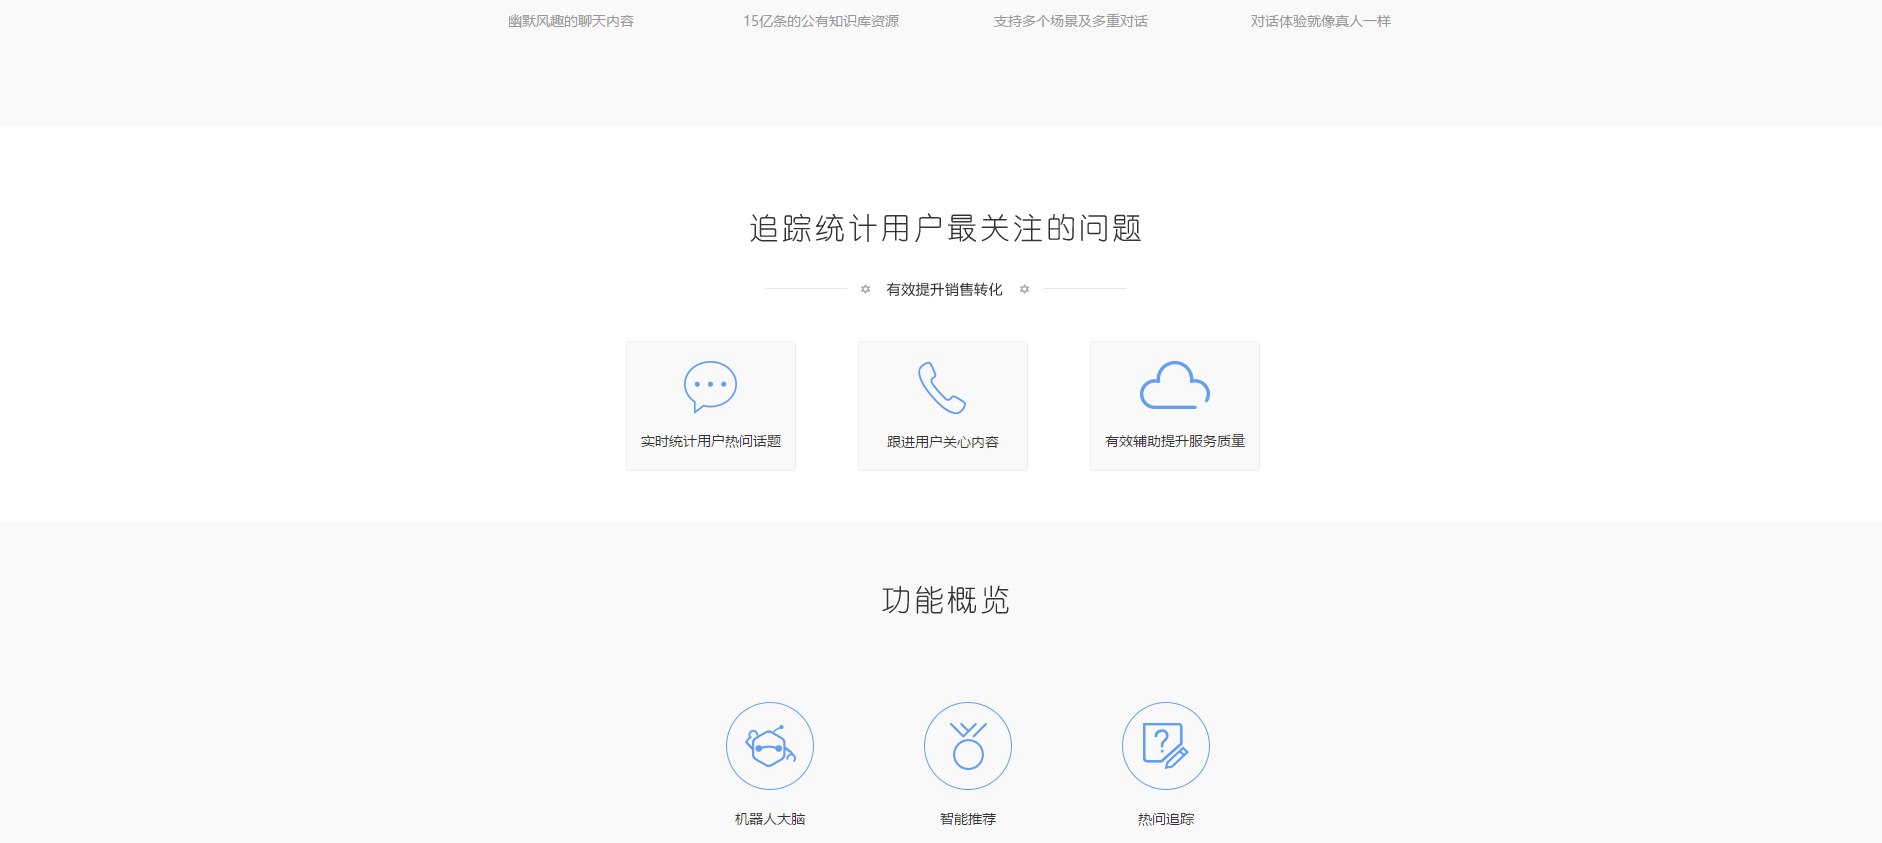 幽默风趣的聊天内容
15亿条的公有知识库资源
支持多个场景及多重对话
对话体验就像真人一样
追踪统计用户最关注的问题
有效提升销售转化
实时统计用户热问话题
跟进用户关心内容
有效辅助提升服务质量
功能概览
机器人大脑
智能推荐
热问追踪